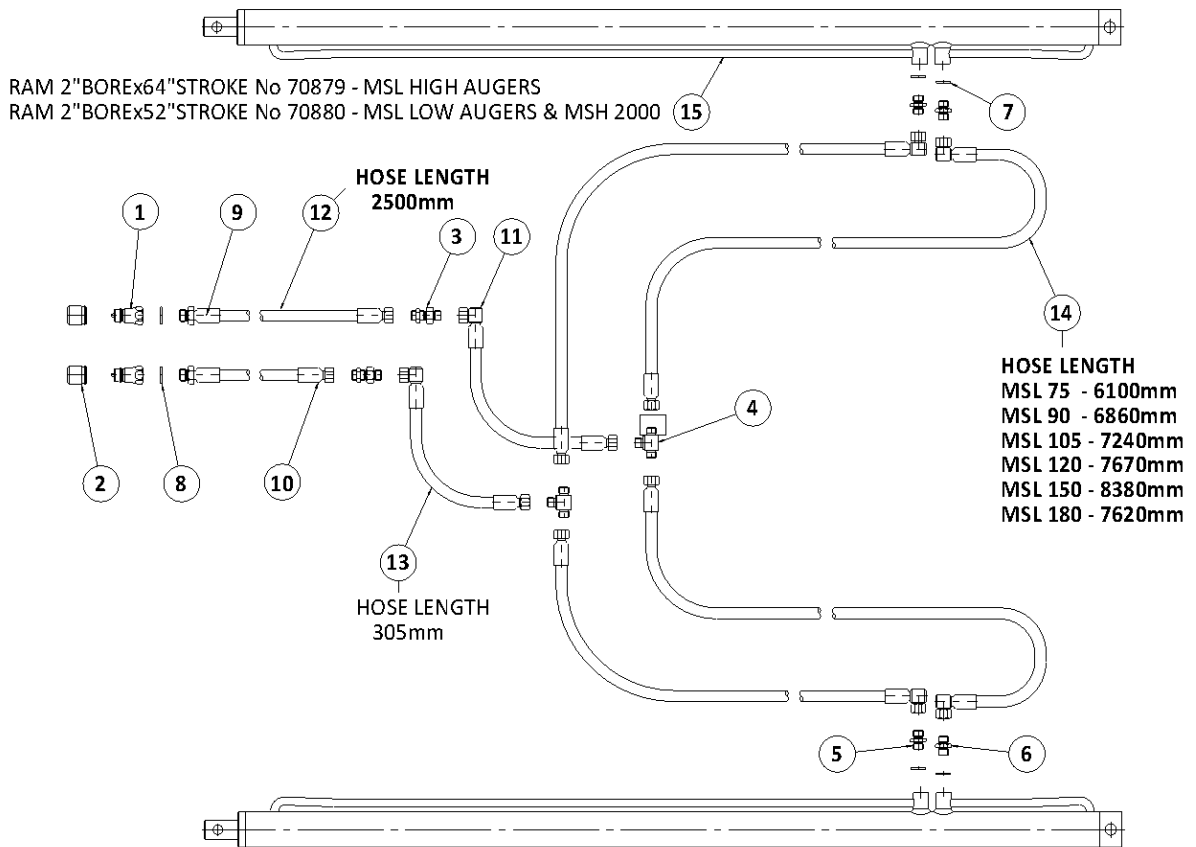 RAM 2"BOREx64"STROKE No 70879 - MSL HIGH AUGERS
RAM 2"BOREx52"STROKE No 70880 - MSL LOW AUGERS & MSH 2000
15
7
HOSE LENGTH
2500mm
1
9
12
3
11
14
HOSE LENGTH
MSL 75 - 6100mm
MSL 90 - 6860mm
MSL 105 - 7240mm
MSL 120 - 7670mm
MSL 150 - 8380mm
MSL 180 - 7620mm
4
2
8
10
13
HOSE LENGTH
305mm
5
6